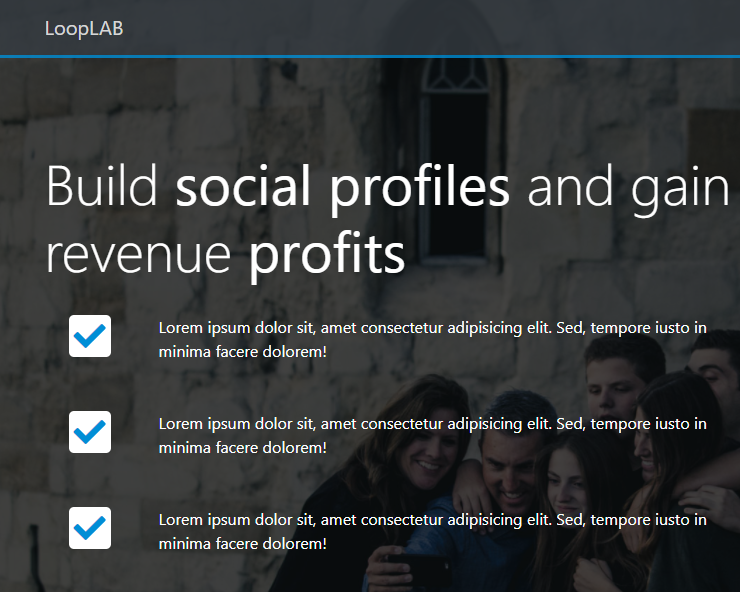 LoopLAB
Build social profiles and gain
revenue profits
Lorem ipsum dolor sit, amet consectetur adipisicing elit. Sed, tempore iusto in
minima facere dolorem!
Lorem ipsum dolor sit, amet consectetur adipisicing elit. Sed, tempore iusto in
minima facere dolorem!
Lorem ipsum dolor sit, amet consectetur adipisicing elit. Sed, tempore iusto in
minima facere dolorem!